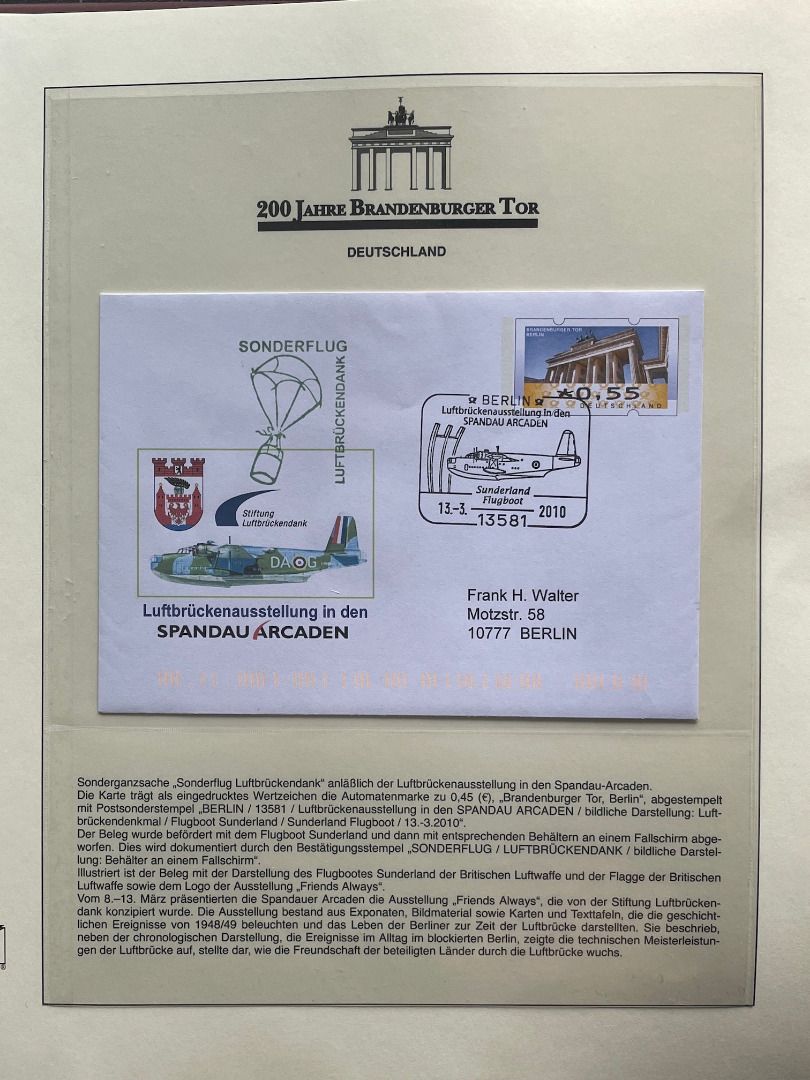 200 JAHRE BRANDENBURGER TOR
DEUTSCHLAND
SONDERFLUG
LUFTBRÜCKENDANK
BRANDENBURGER TOR
BERLIN
*0,55
DEUTSCHLAND
BERLIN
Luftbrückenausstellung in den
SPANDAU ARCADEN
Sunderland
Flugboot
13.-3. 2010
13581
Stiftung
Luftbrückendank
DA G
Luftbrückenausstellung in den
SPANDAU ARCADEN
Frank H. Walter
Motzstr. 58
10777 BERLIN
Sonderganzsache „Sonderflug Luftbrückendank“ anläßlich der Luftbrückenausstellung in den Spandau-Arcaden.
Die Karte trägt als eingedrucktes Wertzeichen die Automatenmarke zu 0,45 (€), „Brandenburger Tor, Berlin“, abgestempelt
mit Postsonderstempel „BERLIN / 13581 / Luftbrückenausstellung in den SPANDAU ARCADEN / bildliche Darstellung: Luft-
brückendenkmal / Flugboot Sunderland / Sunderland Flugboot / 13.-3.2010“.
Der Beleg wurde befördert mit dem Flugboot Sunderland und dann mit entsprechenden Behältern an einem Fallschirm abge-
worfen. Dies wird dokumentiert durch den Bestätigungsstempel „SONDERFLUG / LUFTBRÜCKENDANK / bildliche Darstel-
lung: Behälter an einem Fallschirm“.
Illustriert ist der Beleg mit der Darstellung des Flugbootes Sunderland der Britischen Luftwaffe und der Flagge der Britischen
Luftwaffe sowie dem Logo der Ausstellung „Friends Always“.
Vom 8.–13. März präsentierten die Spandauer Arcaden die Ausstellung „Friends Always“, die von der Stiftung Luftbrücken-
dank konzipiert wurde. Die Ausstellung bestand aus Exponaten, Bildmaterial sowie Karten und Texttafeln, die die geschicht-
lichen Ereignisse von 1948/49 beleuchten und das Leben der Berliner zur Zeit der Luftbrücke darstellten. Sie beschrieb,
neben der chronologischen Darstellung, die Ereignisse im Alltag im blockierten Berlin, zeigte die technischen Meisterleistun-
gen der Luftbrücke auf, stellte dar, wie die Freundschaft der beteiligten Länder durch die Luftbrücke wuchs.